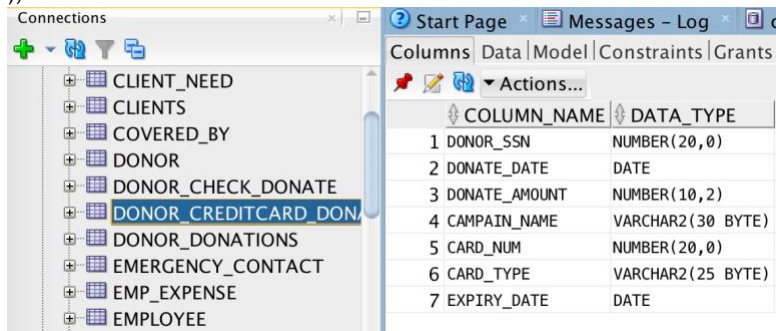 Connections
Start Page
Messages – Log
Columns Data Model Constraints Grants
Actions...
CLIENT_NEED
CLIENTS
COVERED_BY
DONOR
DONOR_CHECK_DONATE
DONOR_CREDITCARD_DONA
DONOR_DONATIONS
EMERGENCY_CONTACT
EMP_EXPENSE
EMPLOYEE
COLUMN_NAME DATA_TYPE
1 DONOR_SSN NUMBER(20,0)
2 DONATE_DATE DATE
3 DONATE_AMOUNT NUMBER(10,2)
4 CAMPAIN_NAME VARCHAR2(30 BYTE)
5 CARD_NUM NUMBER(20,0)
6 CARD_TYPE VARCHAR2(25 BYTE)
7 EXPIRY_DATE DATE